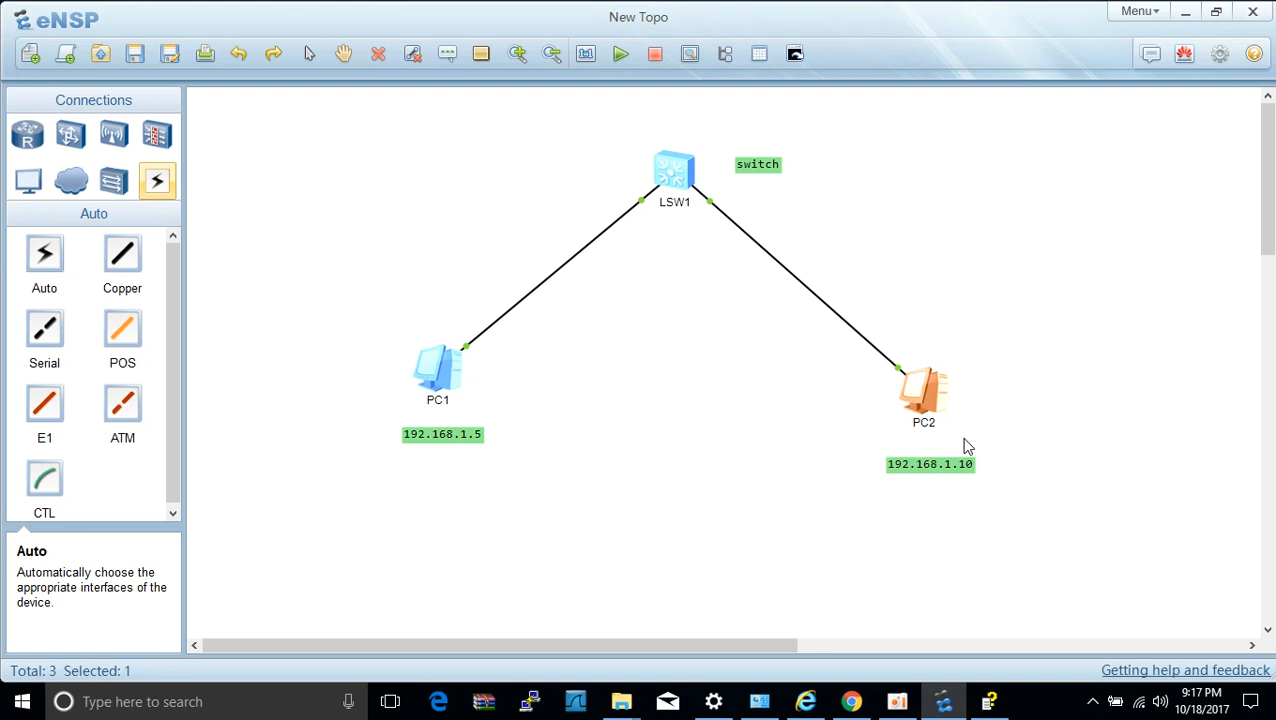 eNSP
New Topo
Menu
Connections
R
Auto
Auto
Copper
Serial
POS
E1
ATM
CTL
Auto
Automatically choose the
appropriate interfaces of the
device.
1:1
switch
LSW1
PC1
192.168.1.5
PC2
192.168.1.10
Total: 3 Selected: 1
Getting help and feedback
Type here to search
9:17 PM
10/18/2017